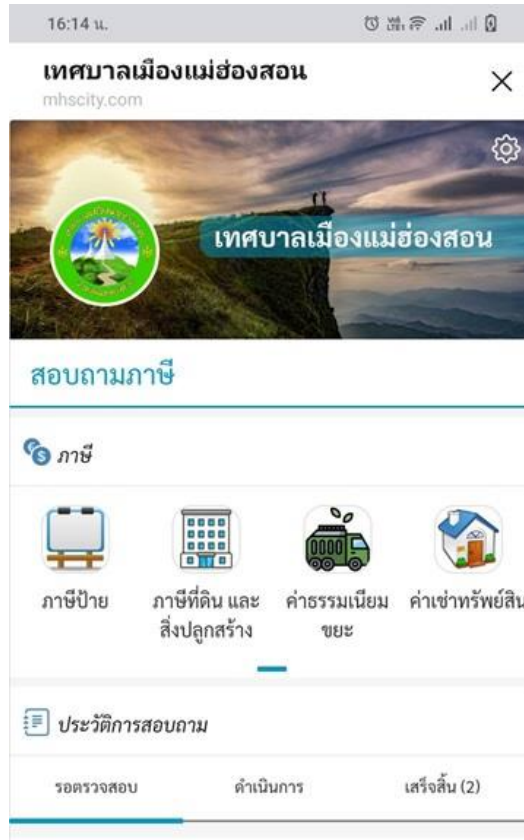 16:14 น.
เทศบาลเมืองแม่ฮ่องสอน
mhscity.com
เทศบาลเมืองแม่ฮ่องสอน
สอบถามภาษี
ภาษี
ภาษีป้าย
ภาษีที่ดิน และ
สิ่งปลูกสร้าง
ค่าธรรมเนียม
ขยะ
ค่าเช่าทรัพย์สิน
ประวัติการสอบถาม
รอตรวจสอบ
ดำเนินการ
เสร็จสิ้น (2)